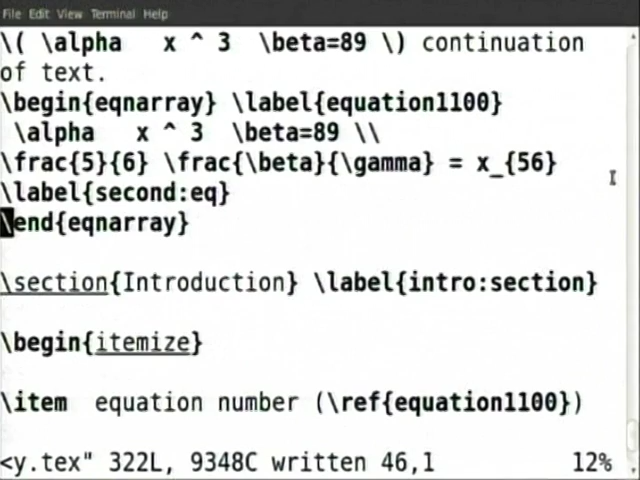 File Edit View Terminal Help
\( \alpha   x ^ 3  \beta=89 \) continuation
of text.
\begin{eqnarray} \label{equation1100}
 \alpha   x ^ 3  \beta=89 \\
\frac{5}{6} \frac{\beta}{\gamma} = x_{56}
\label{second:eq}
\end{eqnarray}
\section{Introduction} \label{intro:section}
\begin{itemize}
\item  equation number (\ref{equation1100})
<y.tex" 322L, 9348C written 46,1          12%